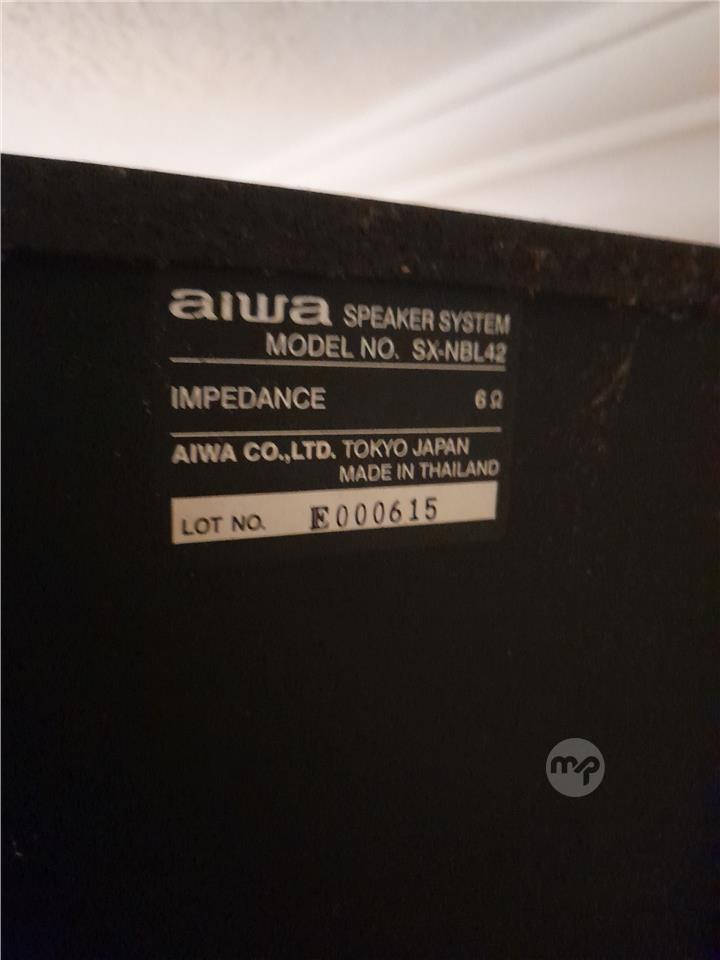 aiwa SPEAKER SYSTEM
MODEL NO. SX-NBL42
IMPEDANCE 6Ω
AIWA CO.,LTD. TOKYO JAPAN
MADE IN THAILAND
LOT NO. E000615
mp